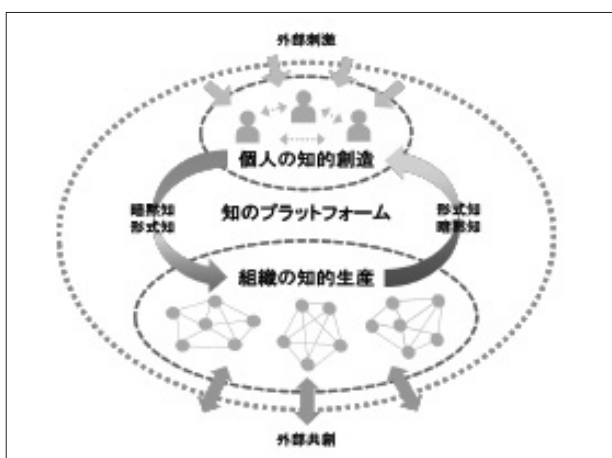 外部刺激
個人の知的創造
暗黙知
形式知
知のプラットフォーム
形式知
暗黙知
組織の知的生産
外部共創